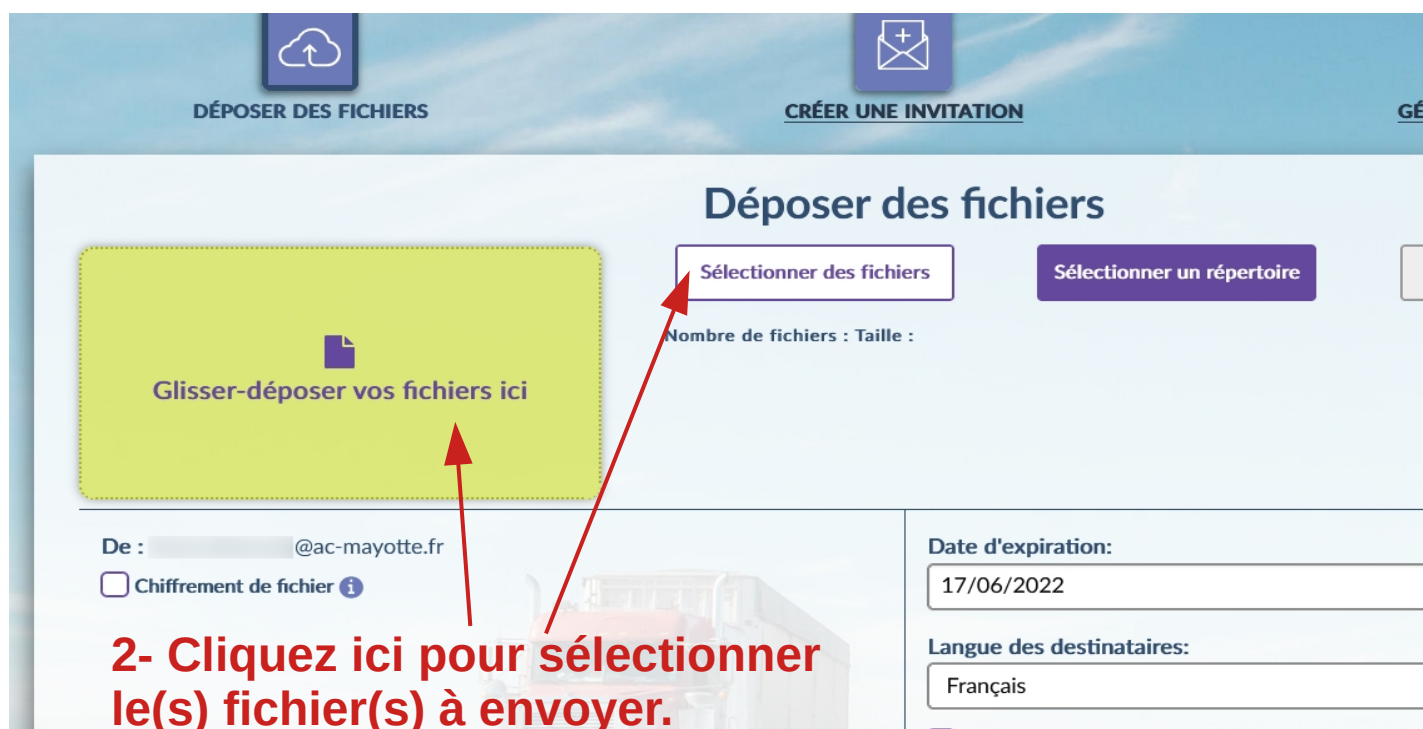 DÉPOSER DES FICHIERS
CRÉER UNE INVITATION
GÉ
Déposer des fichiers
Sélectionner des fichiers
Sélectionner un répertoire
Nombre de fichiers : Taille :
Glisser-déposer vos fichiers ici
De : @ac-mayotte.fr
Chiffrement de fichier
Date d'expiration:
17/06/2022
Langue des destinataires:
Français
2- Cliquez ici pour sélectionner
le(s) fichier(s) à envoyer.